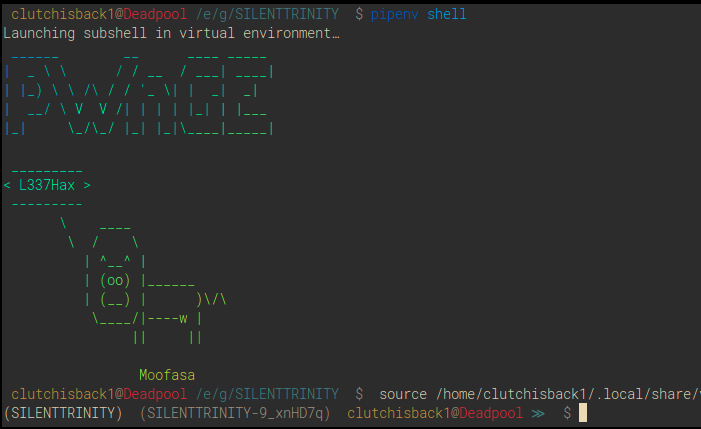 clutchisback1@Deadpool /e/g/SILENTTRINITY $ pipenv shell
Launching subshell in virtual environment…
 ______        __      ____ _____
|  _ \ \      / / __  / ___| ____|
| |_) \ \ /\ / / '_ \| |  _|  _|
|  __/ \ V  V /| | | | |_| | |___
|_|     \_/\_/ |_| |_|\____|_____|
 _________
< L337Hax >
 ---------
       \    ____
        \  /    \
          | ^__^ |
          | (oo) |______
          | (__) |      )\/\
           \____/|----w |
                ||     ||
Moofasa
clutchisback1@Deadpool /e/g/SILENTTRINITY $ source /home/clutchisback1/.local/share/
(SILENTTRINITY) (SILENTTRINITY-9_xnHD7q) clutchisback1@Deadpool ≫ $